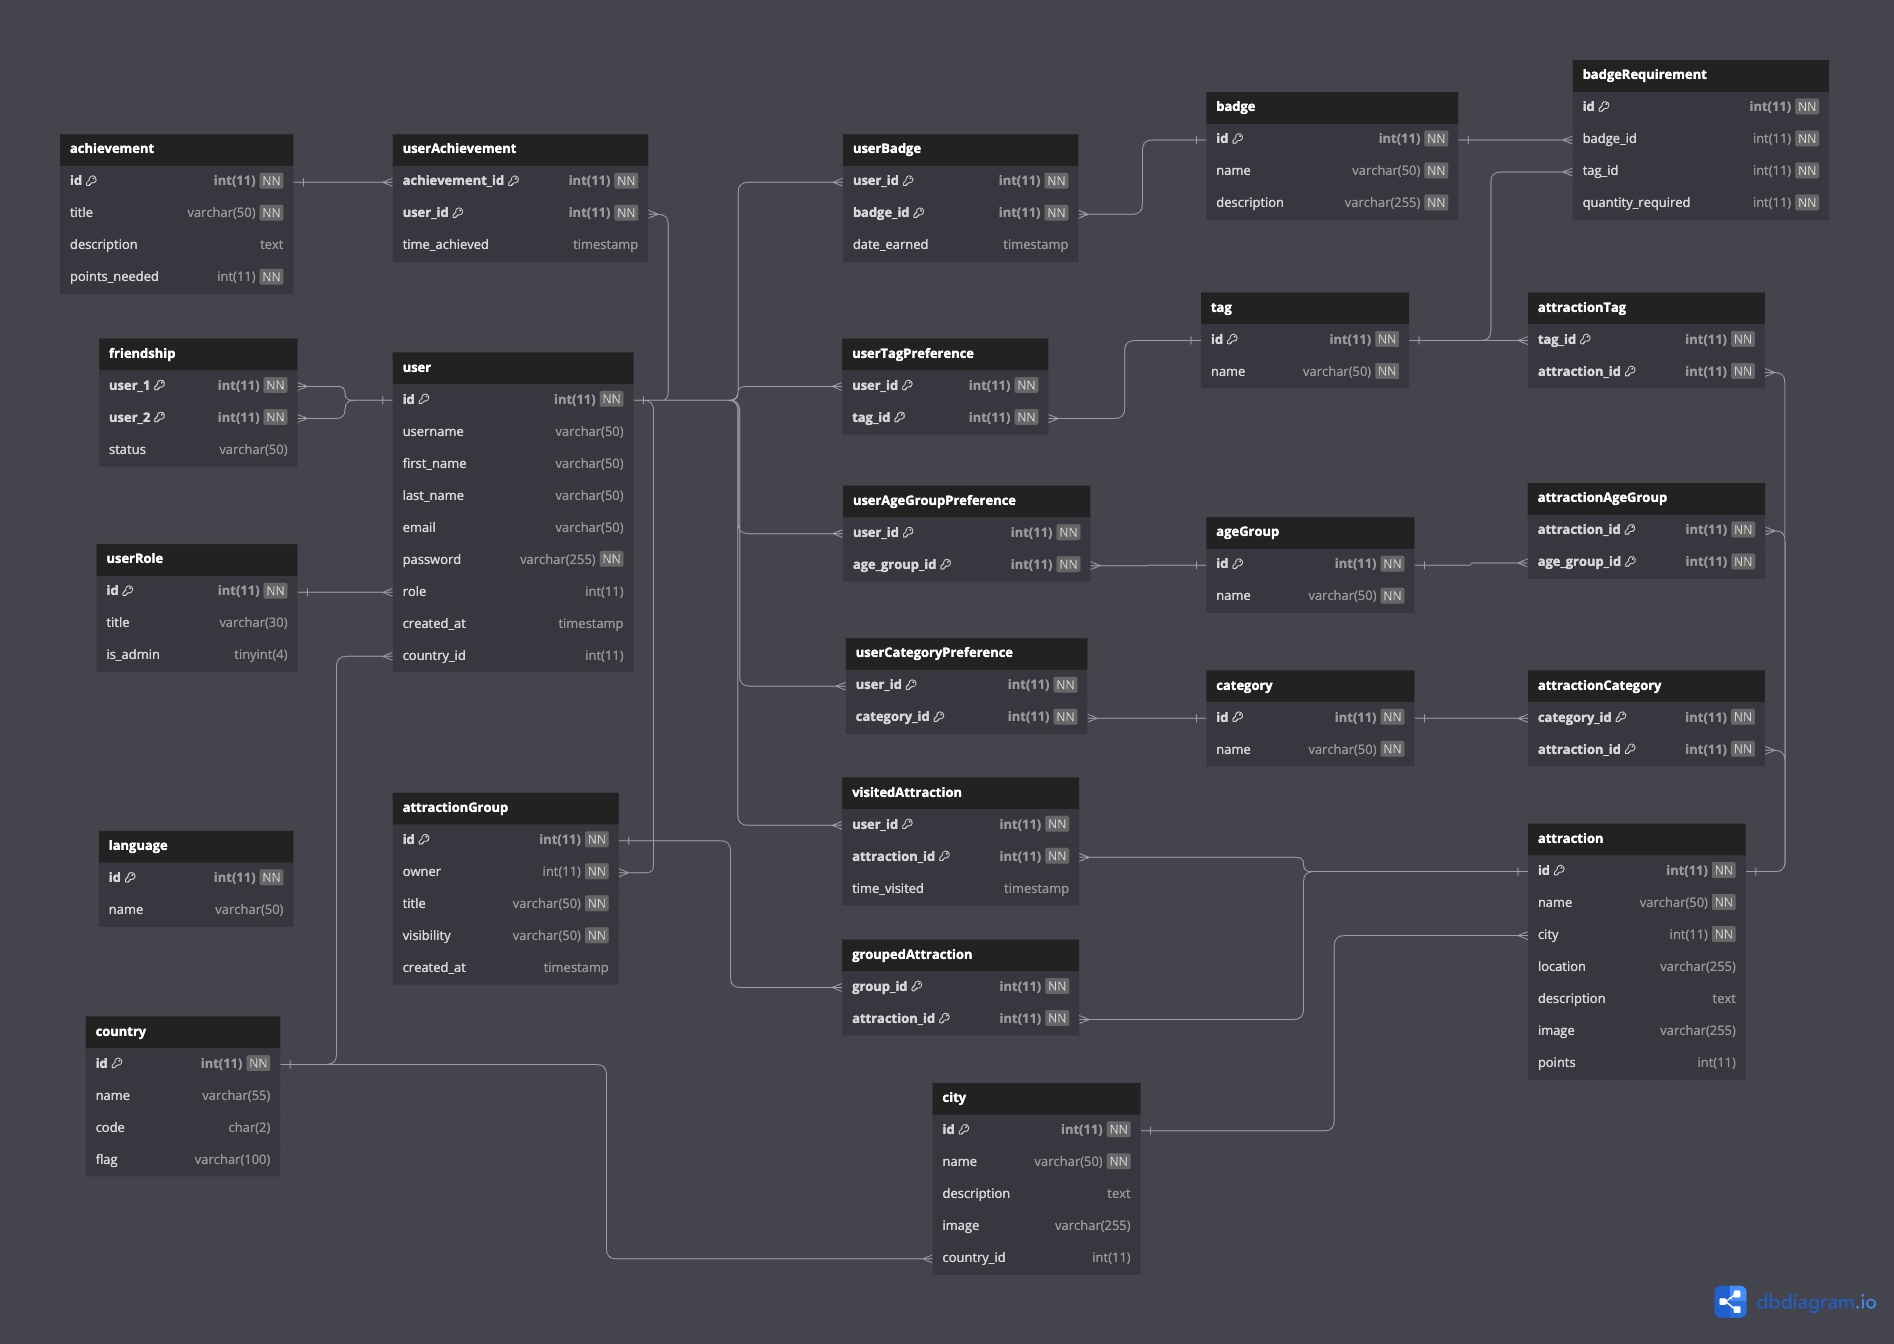 achievement
id int(11) NN
title varchar(50) NN
description text
points_needed int(11) NN
userAchievement
achievement_id int(11) NN
user_id int(11) NN
time_achieved timestamp
userBadge
user_id int(11) NN
badge_id int(11) NN
date_earned timestamp
badge
id int(11) NN
name varchar(50) NN
description varchar(255) NN
badgeRequirement
id int(11) NN
badge_id int(11) NN
tag_id int(11) NN
quantity_required int(11) NN
friendship
user_1 int(11) NN
user_2 int(11) NN
status varchar(50)
user
id int(11) NN
username varchar(50)
first_name varchar(50)
last_name varchar(50)
email varchar(50)
password varchar(255) NN
role int(11)
created_at timestamp
country_id int(11)
userTagPreference
user_id int(11) NN
tag_id int(11) NN
tag
id int(11) NN
name varchar(50) NN
attractionTag
tag_id int(11) NN
attraction_id int(11) NN
userRole
id int(11) NN
title varchar(30)
is_admin tinyint(4)
userAgeGroupPreference
user_id int(11) NN
age_group_id int(11) NN
ageGroup
id int(11) NN
name varchar(50) NN
attractionAgeGroup
attraction_id int(11) NN
age_group_id int(11) NN
userCategoryPreference
user_id int(11) NN
category_id int(11) NN
category
id int(11) NN
name varchar(50) NN
attractionCategory
category_id int(11) NN
attraction_id int(11) NN
language
id int(11) NN
name varchar(50)
attractionGroup
id int(11) NN
owner int(11) NN
title varchar(50) NN
visibility varchar(50) NN
created_at timestamp
visitedAttraction
user_id int(11) NN
attraction_id int(11) NN
time_visited timestamp
groupedAttraction
group_id int(11) NN
attraction_id int(11) NN
attraction
id int(11) NN
name varchar(50) NN
city int(11) NN
location varchar(255)
description text
image varchar(255)
points int(11)
country
id int(11) NN
name varchar(55)
code char(2)
flag varchar(100)
city
id int(11) NN
name varchar(50) NN
description text
image varchar(255)
country_id int(11)
dbdiagram.io